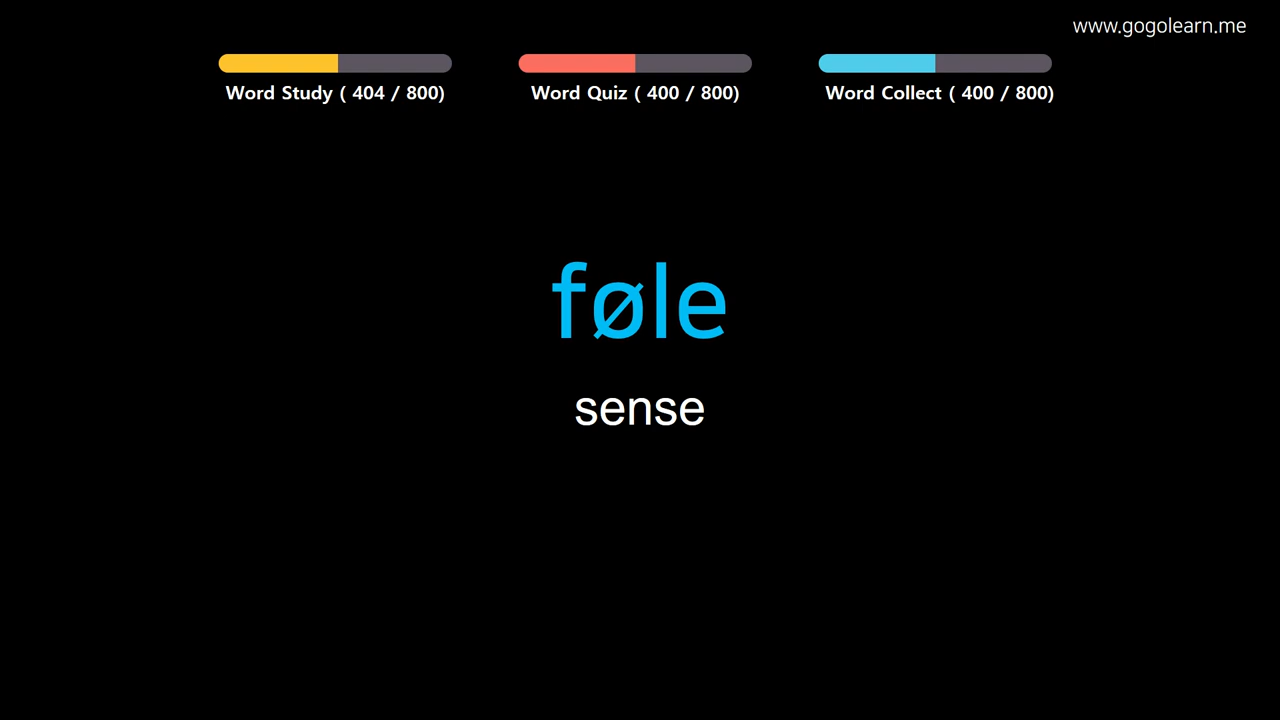 www.gogolearn.me
Word Study ( 404 / 800)
Word Quiz ( 400 / 800)
Word Collect ( 400 / 800)
føle
sense